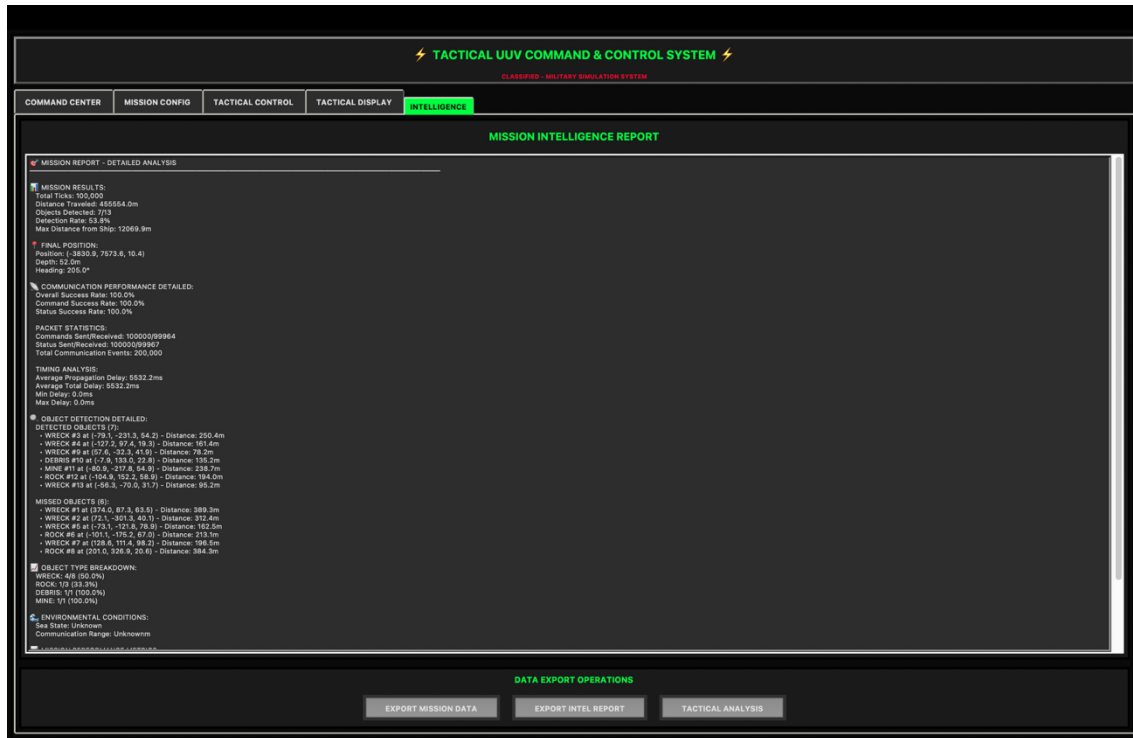 ⚡ TACTICAL UUV COMMAND & CONTROL SYSTEM ⚡
CLASSIFIED - MILITARY SIMULATION SYSTEM
COMMAND CENTER MISSION CONFIG TACTICAL CONTROL TACTICAL DISPLAY INTELLIGENCE
MISSION INTELLIGENCE REPORT
🎯 MISSION REPORT - DETAILED ANALYSIS
📊 MISSION RESULTS:
Total Ticks: 100,000
Distance Traveled: 455554.0m
Objects Detected: 7/13
Detection Rate: 53.8%
Max Distance from Ship: 12069.9m
📍 FINAL POSITION:
Position: (-3830.9, 7573.6, 10.4)
Depth: 52.0m
Heading: 205.0°
📡 COMMUNICATION PERFORMANCE DETAILED:
Overall Success Rate: 100.0%
Command Success Rate: 100.0%
Status Success Rate: 100.0%
PACKET STATISTICS:
Commands Sent/Received: 100000/99964
Status Sent/Received: 100000/99967
Total Communication Events: 200,000
TIMING ANALYSIS:
Average Propagation Delay: 5532.2ms
Average Total Delay: 5532.2ms
Min Delay: 0.0ms
Max Delay: 0.0ms
🔍 OBJECT DETECTION DETAILED:
DETECTED OBJECTS (7):
• WRECK #3 at (-79.1, -231.3, 54.2) - Distance: 250.4m
• WRECK #4 at (-127.2, 97.4, 19.3) - Distance: 161.4m
• WRECK #9 at (57.6, -32.3, 41.9) - Distance: 78.2m
• DEBRIS #10 at (-7.9, 133.0, 22.8) - Distance: 135.2m
• MINE #11 at (-80.9, -217.8, 54.9) - Distance: 238.7m
• ROCK #12 at (-104.9, 152.2, 58.9) - Distance: 194.0m
• WRECK #13 at (-56.3, -70.0, 31.7) - Distance: 95.2m
MISSED OBJECTS (6):
• WRECK #1 at (374.0, 87.3, 63.5) - Distance: 389.3m
• WRECK #2 at (72.1, -301.3, 40.1) - Distance: 312.4m
• WRECK #5 at (-73.1, -121.8, 78.9) - Distance: 162.5m
• ROCK #6 at (-101.1, -175.2, 67.0) - Distance: 213.1m
• WRECK #7 at (128.6, 111.4, 98.2) - Distance: 196.5m
• ROCK #8 at (201.0, 326.9, 20.6) - Distance: 384.3m
📈 OBJECT TYPE BREAKDOWN:
WRECK: 4/8 (50.0%)
ROCK: 1/3 (33.3%)
DEBRIS: 1/1 (100.0%)
MINE: 1/1 (100.0%)
🌊 ENVIRONMENTAL CONDITIONS:
Sea State: Unknown
Communication Range: Unknownm
DATA EXPORT OPERATIONS
EXPORT MISSION DATA EXPORT INTEL REPORT TACTICAL ANALYSIS